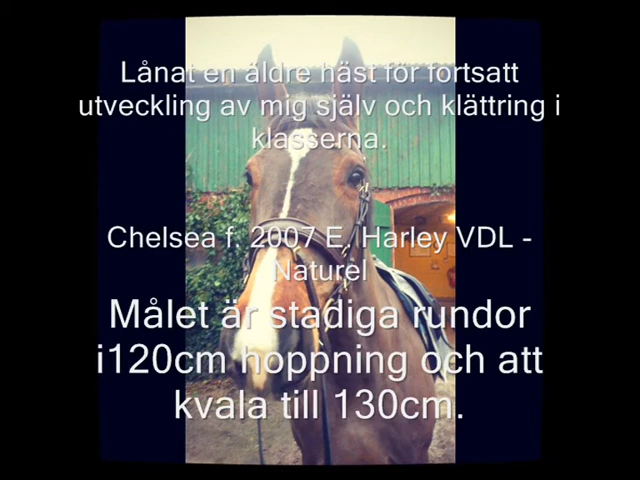 Lånat en äldre häst för fortsatt
utveckling av mig själv och klättring i
klasserna.
Chelsea f. 2007 E. Harley VDL -
Naturel
Målet är stadiga rundor
i120cm hoppning och att
kvala till 130cm.